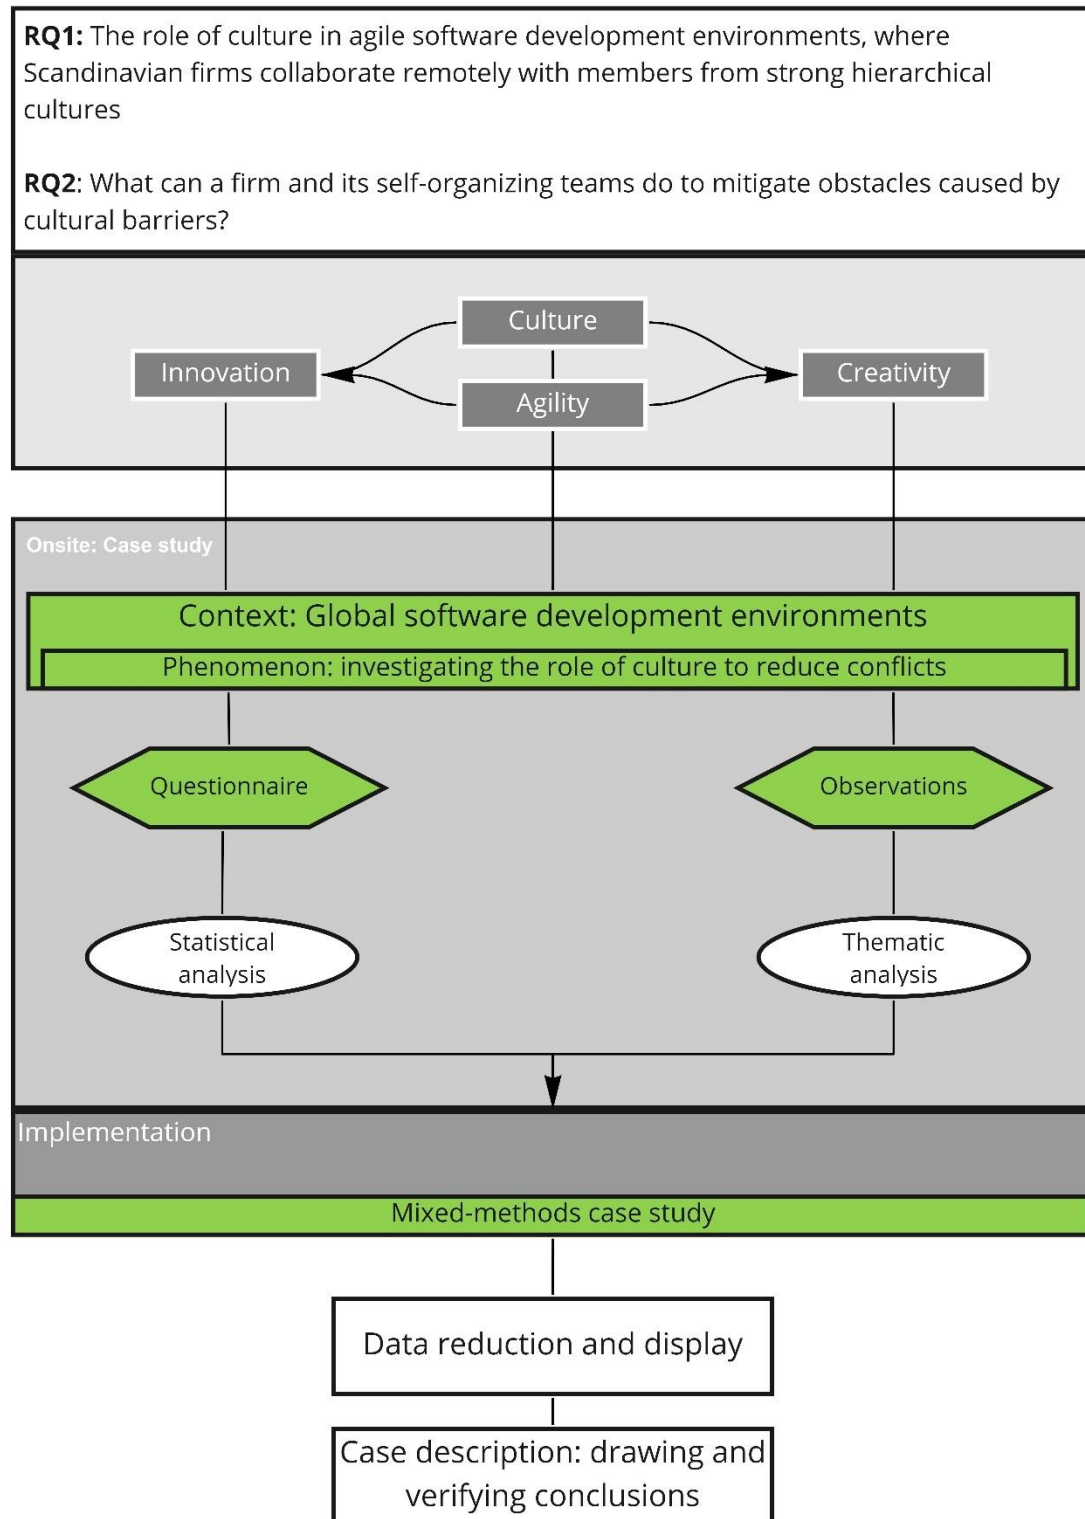 RQ1: The role of culture in agile software development environments, where
Scandinavian firms collaborate remotely with members from strong hierarchical
cultures
RQ2: What can a firm and its self-organizing teams do to mitigate obstacles caused by
cultural barriers?
Culture
Innovation
Creativity
Agility
Onsite: Case study
Context: Global software development environments
Phenomenon: investigating the role of culture to reduce conflicts
Questionnaire
Observations
Statistical
analysis
Thematic
analysis
Implementation
Mixed-methods case study
Data reduction and display
Case description: drawing and
verifying conclusions